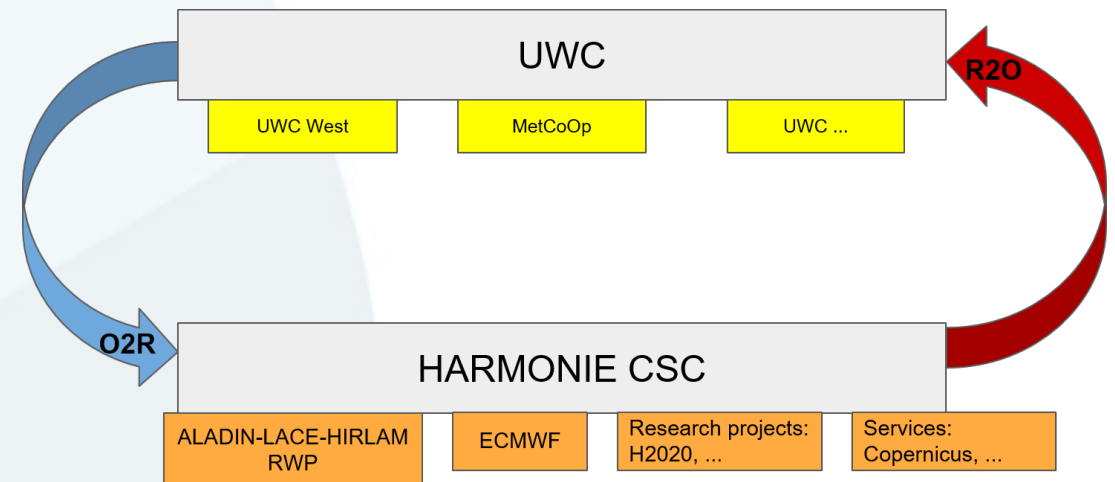 UWC
R2O
UWC West
MetCoOp
UWC ...
O2R
HARMONIE CSC
ALADIN-LACE-HIRLAM
RWP
ECMWF
Research projects:
H2020, ...
Services:
Copernicus, ...